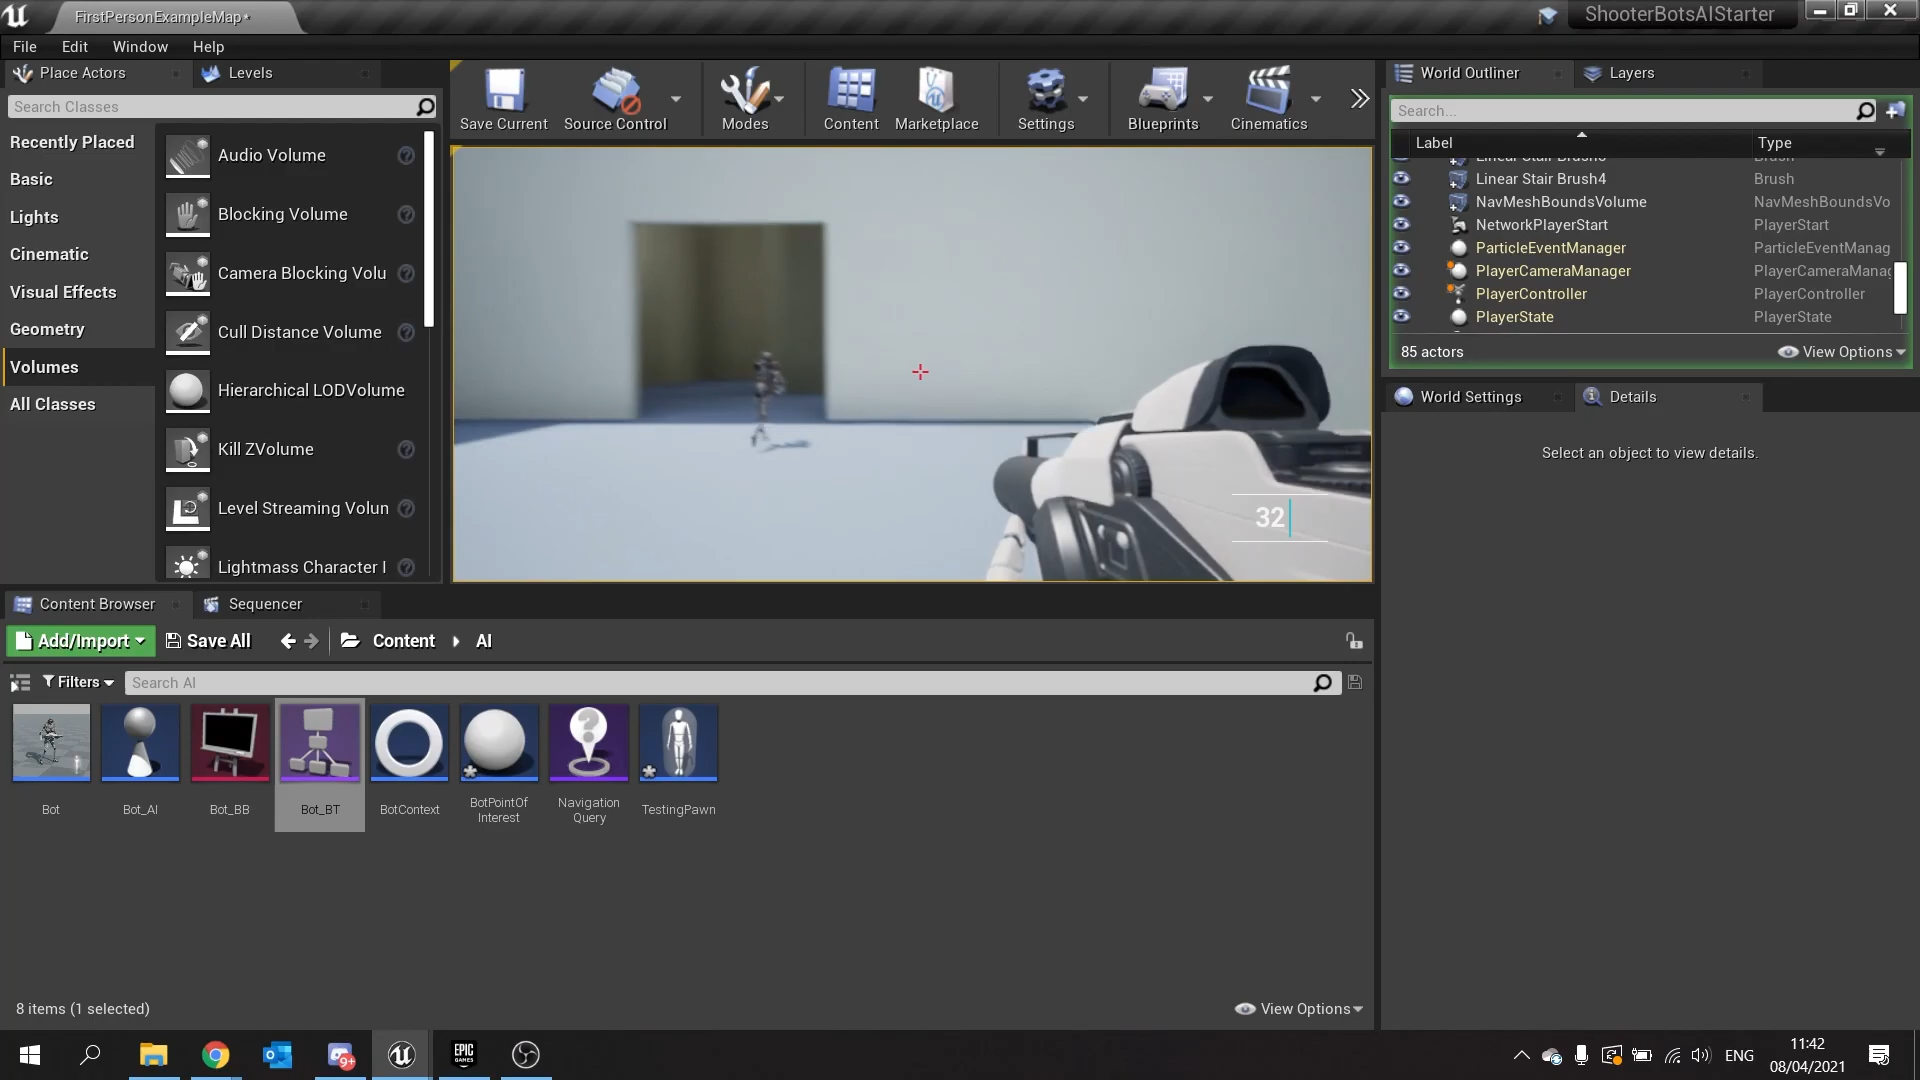 FirstPersonExampleMap*
ShooterBotsAIStarter
File Edit Window Help
Place Actors
Levels
Search Classes
Recently Placed
Basic
Lights
Cinematic
Visual Effects
Geometry
Volumes
All Classes
Audio Volume
Blocking Volume
Camera Blocking Volu
Cull Distance Volume
Hierarchical LODVolume
Kill ZVolume
Level Streaming Volun
Lightmass Character I
Save Current
Source Control
Modes
Content
Marketplace
Settings
Blueprints
Cinematics
32
World Outliner
Layers
Search...
Label Type
Linear Stair Brush4 Brush
NavMeshBoundsVolume NavMeshBoundsVo
NetworkPlayerStart PlayerStart
ParticleEventManager ParticleEventManag
PlayerCameraManager PlayerCameraManag
PlayerController PlayerController
PlayerState PlayerState
85 actors
View Options
World Settings
Details
Select an object to view details.
Content Browser
Sequencer
Add/Import
Save All
Content
AI
Filters
Search AI
Bot
Bot_AI
Bot_BB
Bot_BT
BotContext
BotPointOf
Interest
Navigation
Query
TestingPawn
8 items (1 selected)
View Options
9+
EPIC
GAMES
ENG
11:42
08/04/2021